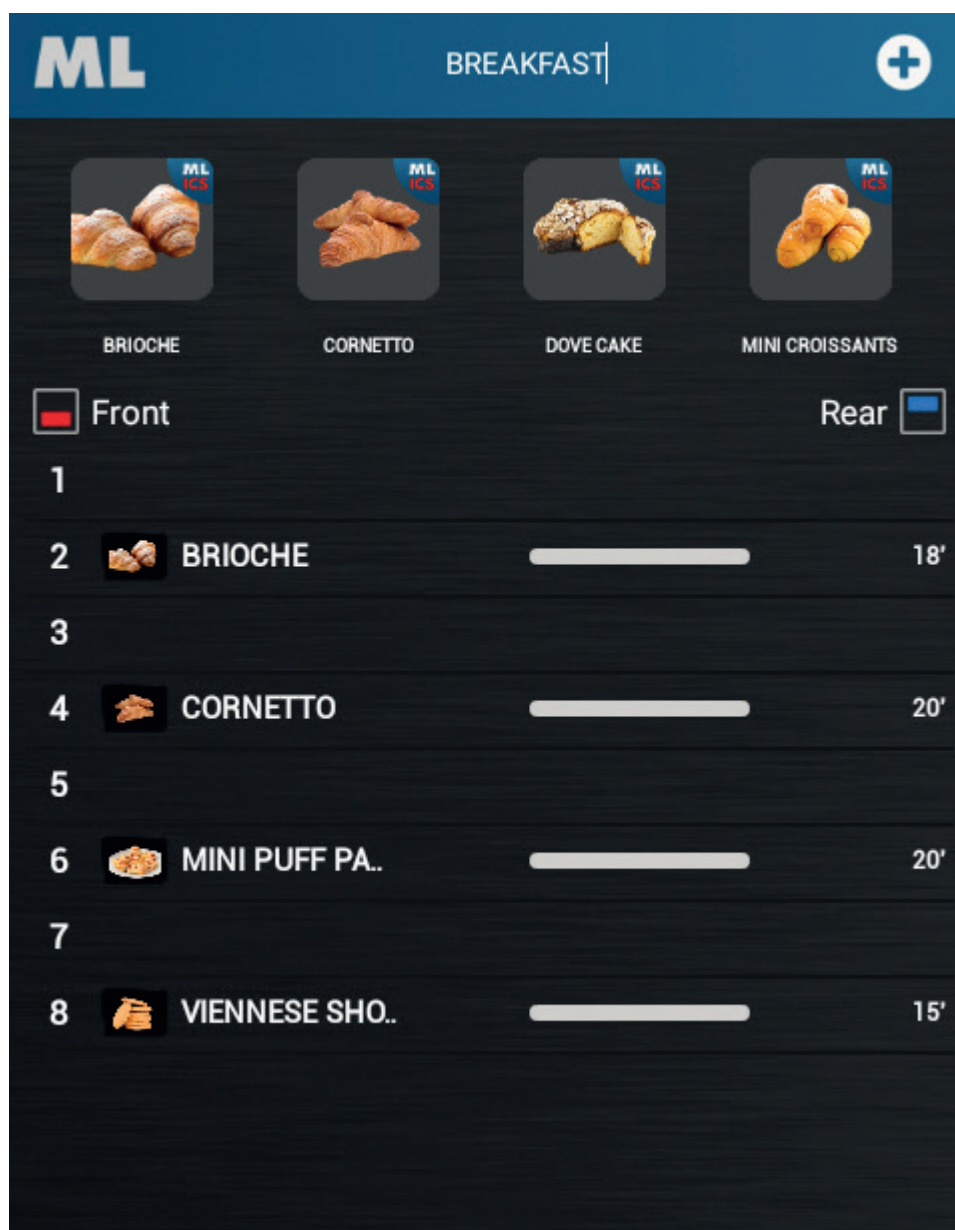 ML BREAKFAST
ML ICS ML ICS ML ICS ML ICS
BRIOCHE CORNETTO DOVE CAKE MINI CROISSANTS
Front Rear
1
2 BRIOCHE 18'
3
4 CORNETTO 20'
5
6 MINI PUFF PA.. 20'
7
8 VIENNESE SHO.. 15'